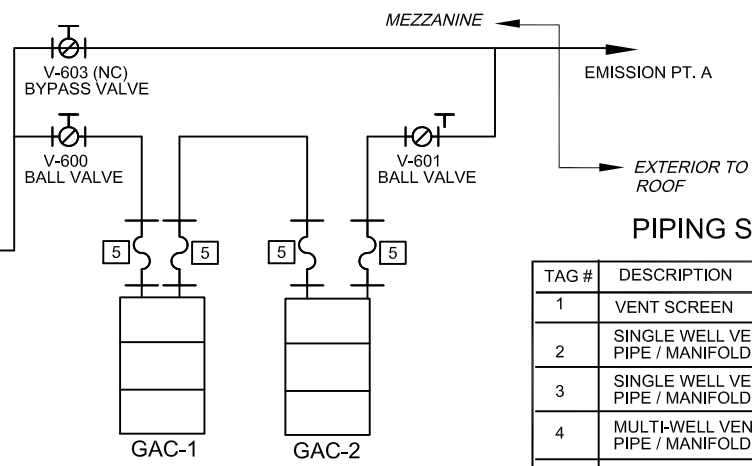 MEZZANINE
V-603 (NC)
BYPASS VALVE
EMISSION PT. A
V-600
BALL VALVE
V-601
BALL VALVE
EXTERIOR TO
ROOF
PIPING S
5
5
5
5
TAG #
DESCRIPTION
1
VENT SCREEN
2
SINGLE WELL VE
PIPE / MANIFOLD
3
SINGLE WELL VE
PIPE / MANIFOLD
4
MULTI-WELL VEN
PIPE / MANIFOLD
GAC-1
GAC-2